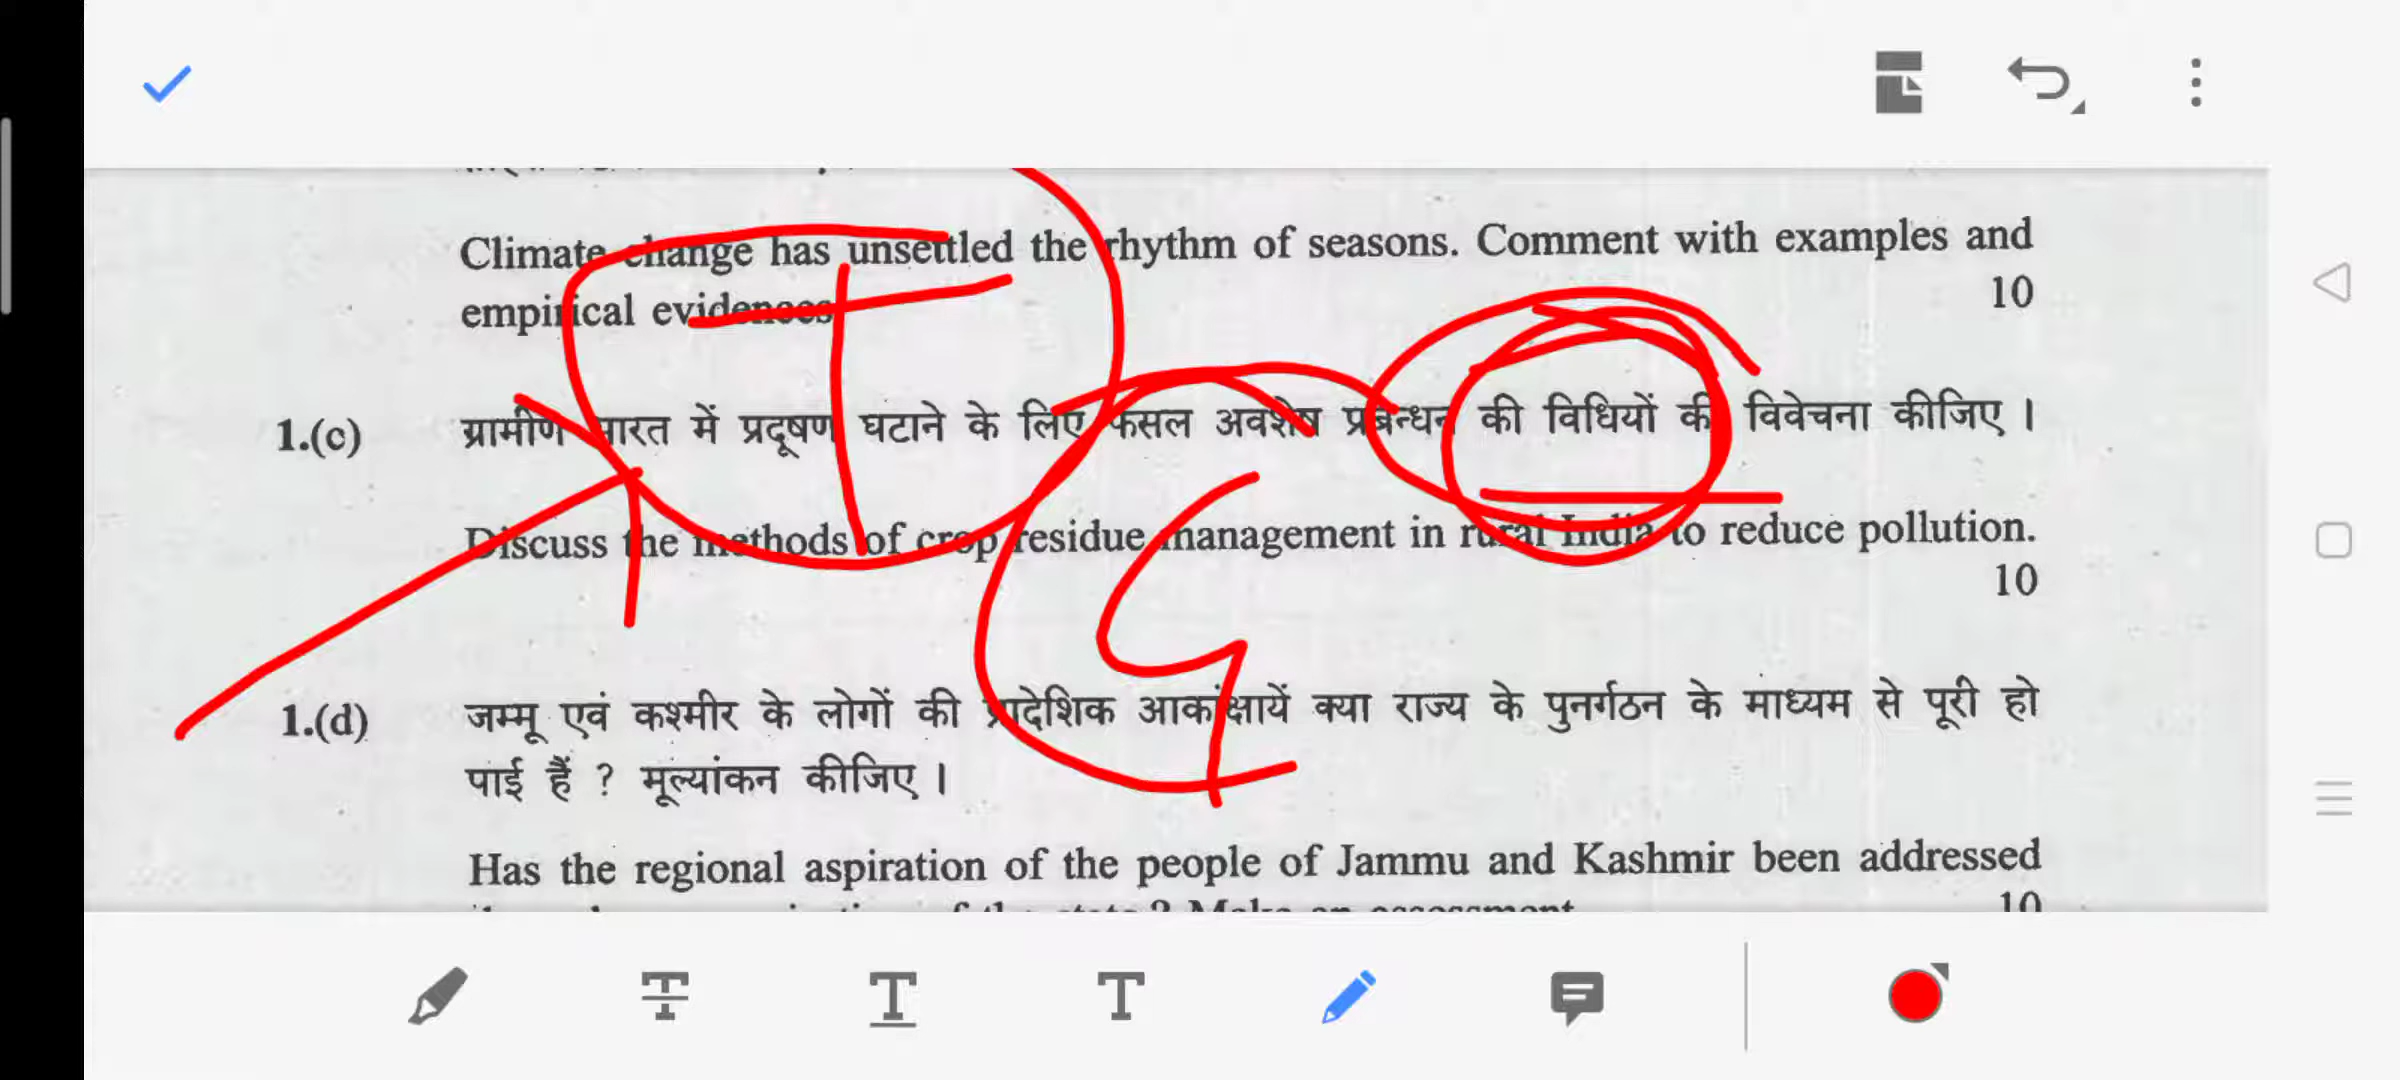 Climate change has unsettled the rhythm of seasons. Comment with examples and
empirical evidences
10
1.(c) ग्रामीण भारत में प्रदूषण घटाने के लिए फसल अवशेष प्रबन्धन की विधियों की विवेचना कीजिए ।
Discuss the methods of crop residue management in rural India to reduce pollution.
10
1.(d) जम्मू एवं कश्मीर के लोगों की प्रादेशिक आकांक्षायें क्या राज्य के पुनर्गठन के माध्यम से पूरी हो
पाई हैं ? मूल्यांकन कीजिए ।
Has the regional aspiration of the people of Jammu and Kashmir been addressed
10